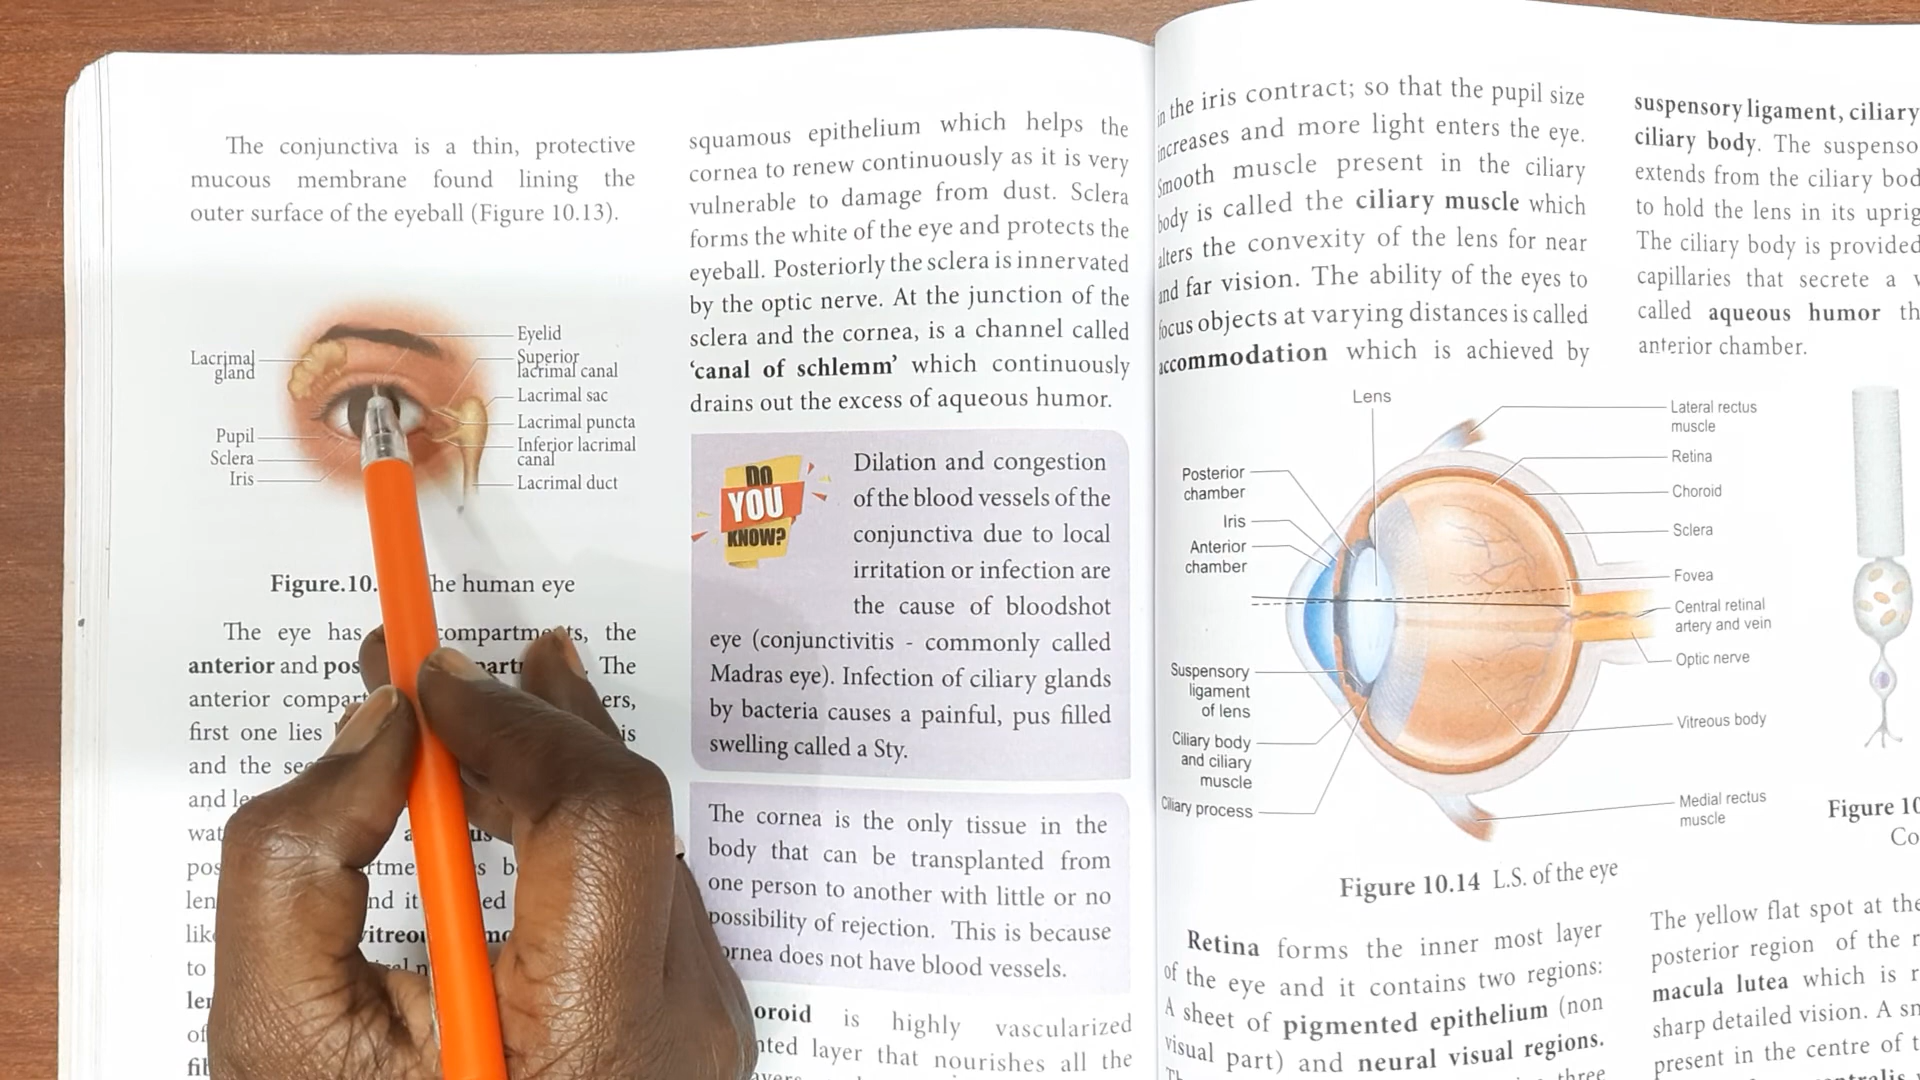 The conjunctiva is a thin, protective
mucous membrane found lining the
outer surface of the eyeball (Figure 10.13).
Lacrimal
gland
Pupil
Sclera
Iris
Eyelid
Superior
lacrimal canal
Lacrimal sac
Lacrimal puncta
Inferior lacrimal
canal
Lacrimal duct
Figure.10. he human eye
The eye has compartments, the
anterior and The
anterior
first one lies is
and the
and
squamous epithelium which helps the
cornea to renew continuously as it is very
vulnerable to damage from dust. Sclera
forms the white of the eye and protects the
eyeball. Posteriorly the sclera is innervated
by the optic nerve. At the junction of the
sclera and the cornea, is a channel called
‘canal of schlemm’ which continuously
drains out the excess of aqueous humor.
DO
YOU
KNOW?
Dilation and congestion
of the blood vessels of the
conjunctiva due to local
irritation or infection are
the cause of bloodshot
eye (conjunctivitis - commonly called
Madras eye). Infection of ciliary glands
by bacteria causes a painful, pus filled
swelling called a Sty.
The cornea is the only tissue in the
body that can be transplanted from
one person to another with little or no
possibility of rejection. This is because
ornea does not have blood vessels.
oroid is highly vascularized
nted layer that nourishes all the
in the iris contract; so that the pupil size
increases and more light enters the eye.
Smooth muscle present in the ciliary
body is called the ciliary muscle which
alters the convexity of the lens for near
and far vision. The ability of the eyes to
focus objects at varying distances is called
accommodation which is achieved by
suspensory ligament, ciliary
ciliary body. The suspenso
extends from the ciliary bod
to hold the lens in its uprig
The ciliary body is provided
capillaries that secrete a
called aqueous humor th
anterior chamber.
Lens
Posterior
chamber
Iris
Anterior
chamber
Suspensory
ligament
of lens
Ciliary body
and ciliary
muscle
Ciliary process
Lateral rectus
muscle
Retina
Choroid
Sclera
Fovea
Central retinal
artery and vein
Optic nerve
Vitreous body
Medial rectus
muscle
Figure 10.14 L.S. of the eye
Figure 10
Co
Retina forms the inner most layer
of the eye and it contains two regions:
A sheet of pigmented epithelium (non
visual part) and neural visual regions.
three
The yellow flat spot at the
posterior region of the r
macula lutea which is r
sharp detailed vision. A sm
present in the centre of t